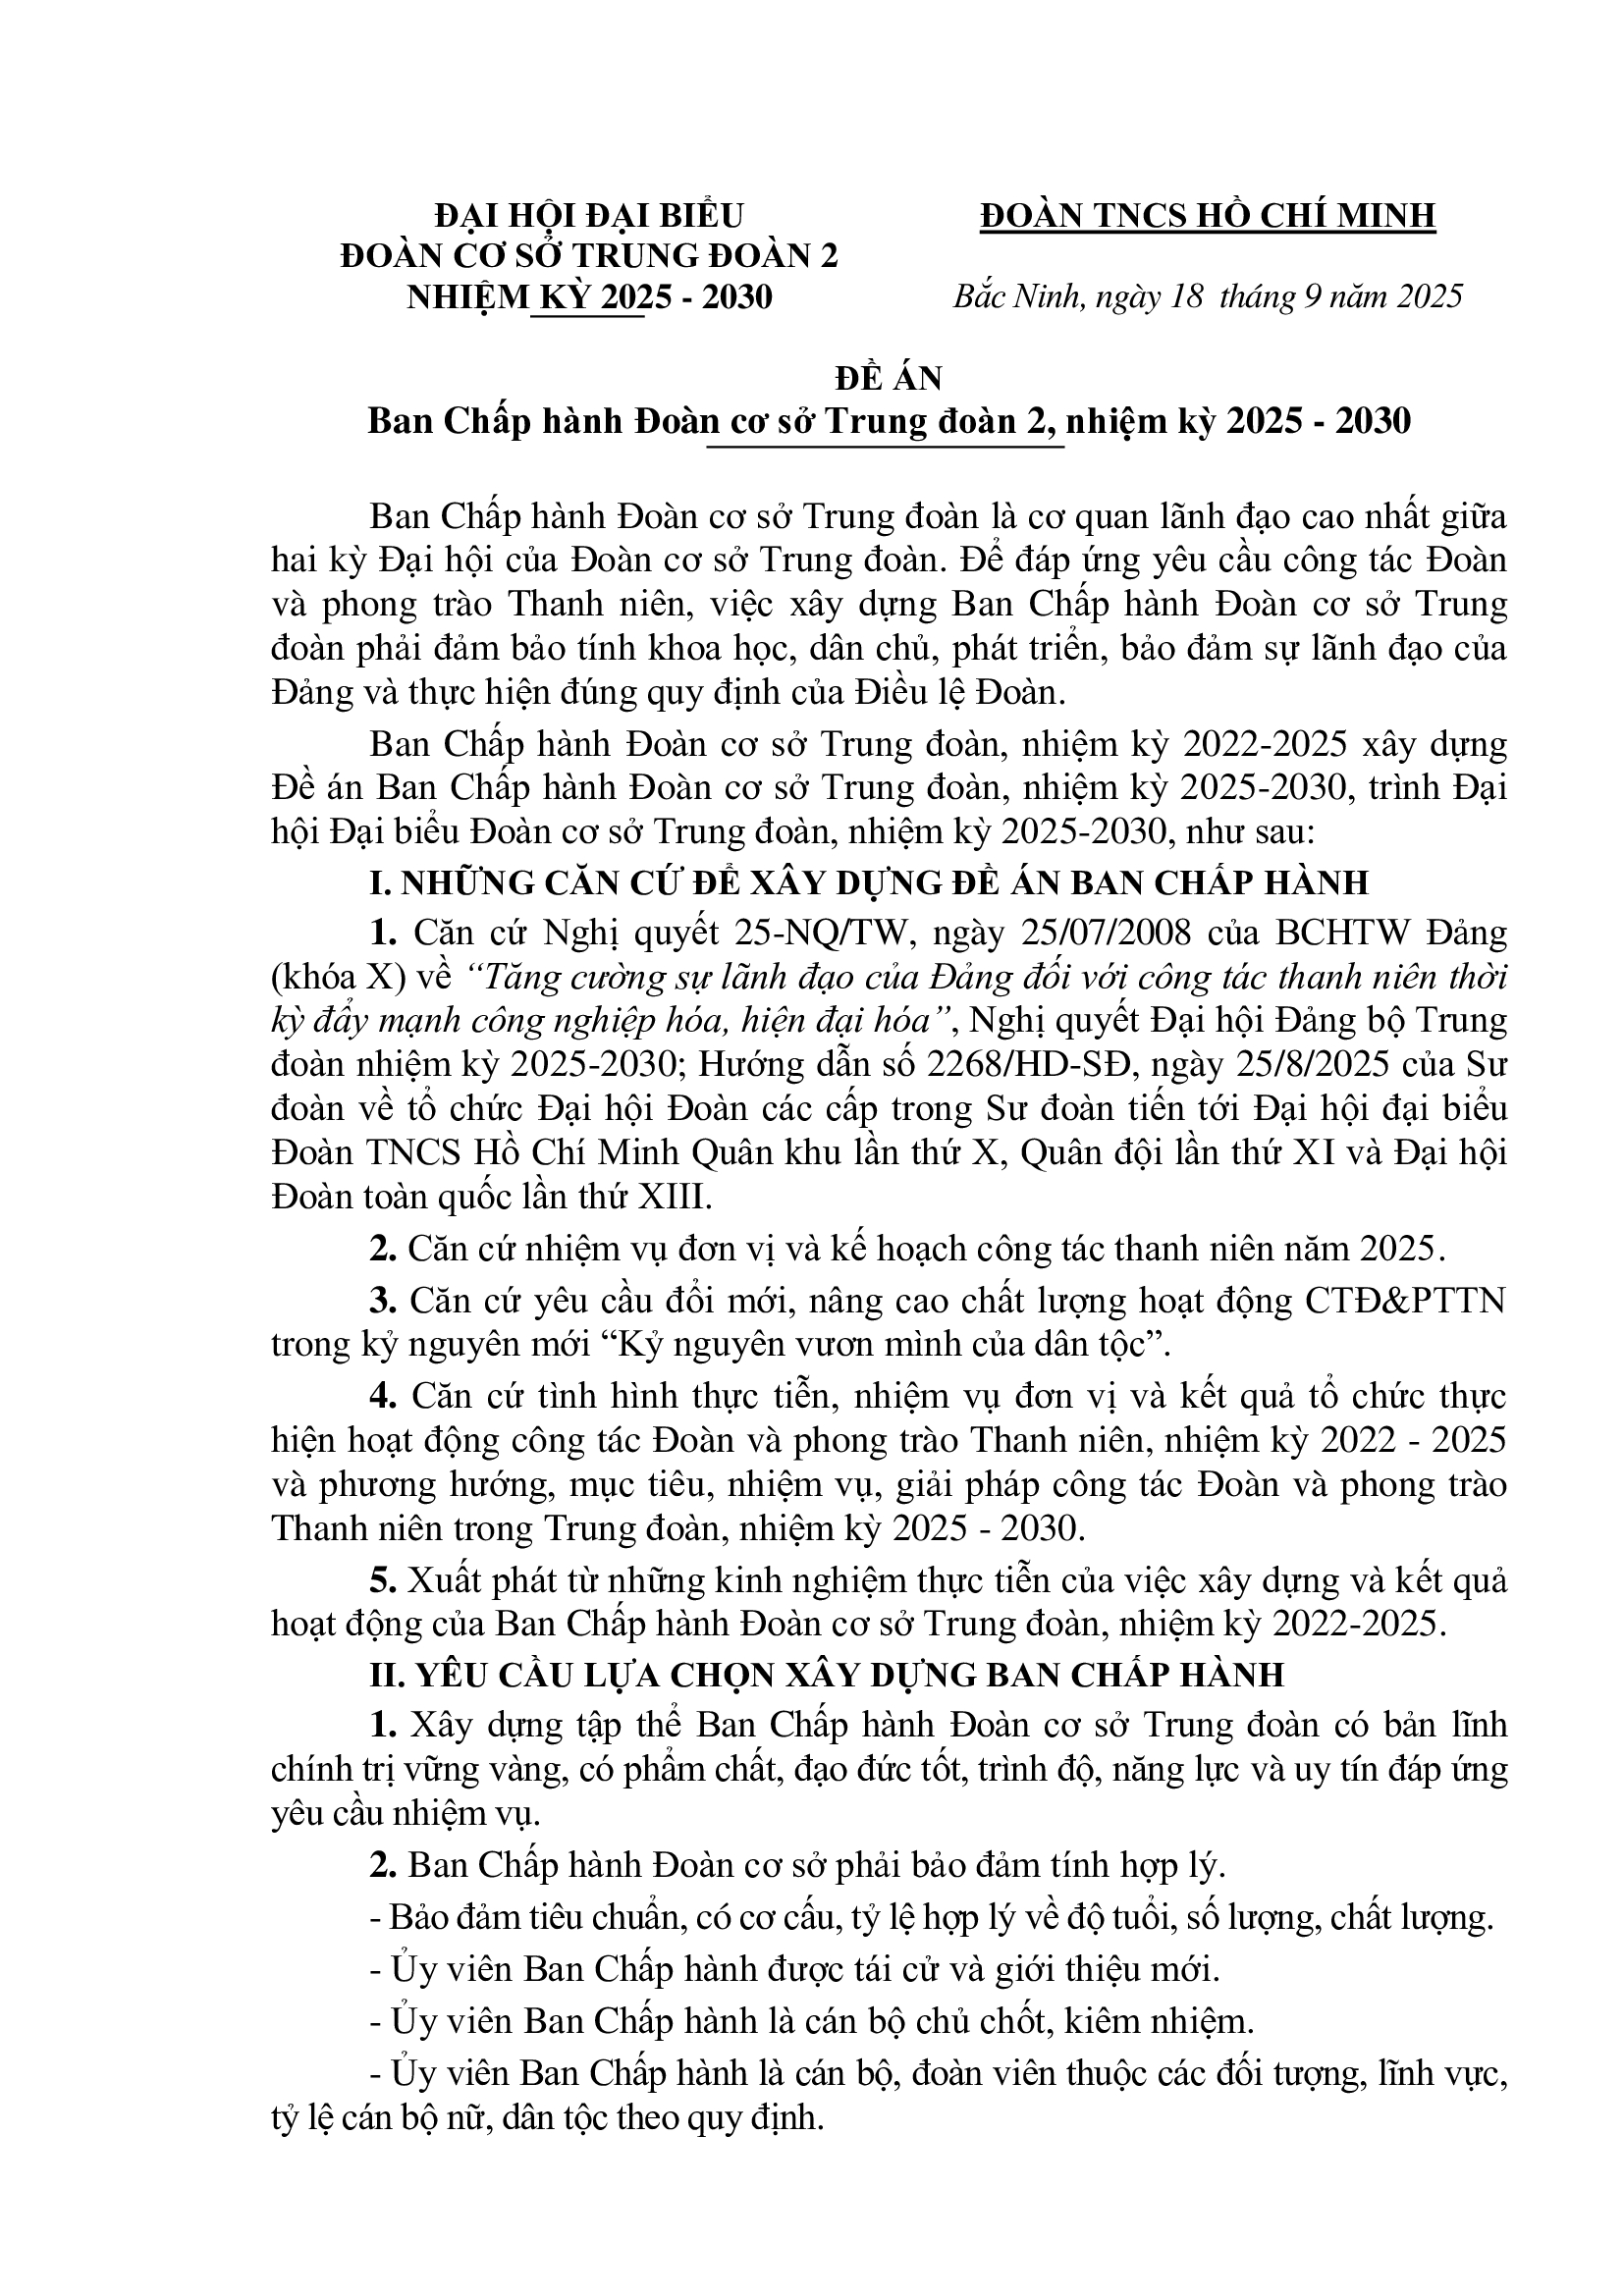 ĐẠI HỘI ĐẠI BIỂU
ĐOÀN CƠ SỞ TRUNG ĐOÀN 2
NHIỆM KỲ 2025 - 2030
ĐOÀN TNCS HỒ CHÍ MINH
Bắc Ninh, ngày 18 tháng 9 năm 2025
ĐỀ ÁN
Ban Chấp hành Đoàn cơ sở Trung đoàn 2, nhiệm kỳ 2025 - 2030
Ban Chấp hành Đoàn cơ sở Trung đoàn là cơ quan lãnh đạo cao nhất giữa
hai kỳ Đại hội của Đoàn cơ sở Trung đoàn. Để đáp ứng yêu cầu công tác Đoàn
và phong trào Thanh niên, việc xây dựng Ban Chấp hành Đoàn cơ sở Trung
đoàn phải đảm bảo tính khoa học, dân chủ, phát triển, bảo đảm sự lãnh đạo của
Đảng và thực hiện đúng quy định của Điều lệ Đoàn.
Ban Chấp hành Đoàn cơ sở Trung đoàn, nhiệm kỳ 2022-2025 xây dựng
Đề án Ban Chấp hành Đoàn cơ sở Trung đoàn, nhiệm kỳ 2025-2030, trình Đại
hội Đại biểu Đoàn cơ sở Trung đoàn, nhiệm kỳ 2025-2030, như sau:
I. NHỮNG CĂN CỨ ĐỂ XÂY DỰNG ĐỀ ÁN BAN CHẤP HÀNH
1. Căn cứ Nghị quyết 25-NQ/TW, ngày 25/07/2008 của BCHTW Đảng
(khóa X) về “Tăng cường sự lãnh đạo của Đảng đối với công tác thanh niên thời
kỳ đẩy mạnh công nghiệp hóa, hiện đại hóa”, Nghị quyết Đại hội Đảng bộ Trung
đoàn nhiệm kỳ 2025-2030; Hướng dẫn số 2268/HD-SĐ, ngày 25/8/2025 của Sư
đoàn về tổ chức Đại hội Đoàn các cấp trong Sư đoàn tiến tới Đại hội đại biểu
Đoàn TNCS Hồ Chí Minh Quân khu lần thứ X, Quân đội lần thứ XI và Đại hội
Đoàn toàn quốc lần thứ XIII.
2. Căn cứ nhiệm vụ đơn vị và kế hoạch công tác thanh niên năm 2025.
3. Căn cứ yêu cầu đổi mới, nâng cao chất lượng hoạt động CTĐ&PTTN
trong kỷ nguyên mới “Kỷ nguyên vươn mình của dân tộc”.
4. Căn cứ tình hình thực tiễn, nhiệm vụ đơn vị và kết quả tổ chức thực
hiện hoạt động công tác Đoàn và phong trào Thanh niên, nhiệm kỳ 2022 - 2025
và phương hướng, mục tiêu, nhiệm vụ, giải pháp công tác Đoàn và phong trào
Thanh niên trong Trung đoàn, nhiệm kỳ 2025 - 2030.
5. Xuất phát từ những kinh nghiệm thực tiễn của việc xây dựng và kết quả
hoạt động của Ban Chấp hành Đoàn cơ sở Trung đoàn, nhiệm kỳ 2022-2025.
II. YÊU CẦU LỰA CHỌN XÂY DỰNG BAN CHẤP HÀNH
1. Xây dựng tập thể Ban Chấp hành Đoàn cơ sở Trung đoàn có bản lĩnh
chính trị vững vàng, có phẩm chất, đạo đức tốt, trình độ, năng lực và uy tín đáp ứng
yêu cầu nhiệm vụ.
2. Ban Chấp hành Đoàn cơ sở phải bảo đảm tính hợp lý.
- Bảo đảm tiêu chuẩn, có cơ cấu, tỷ lệ hợp lý về độ tuổi, số lượng, chất lượng.
- Ủy viên Ban Chấp hành được tái cử và giới thiệu mới.
- Ủy viên Ban Chấp hành là cán bộ chủ chốt, kiêm nhiệm.
- Ủy viên Ban Chấp hành là cán bộ, đoàn viên thuộc các đối tượng, lĩnh vực,
tỷ lệ cán bộ nữ, dân tộc theo quy định.